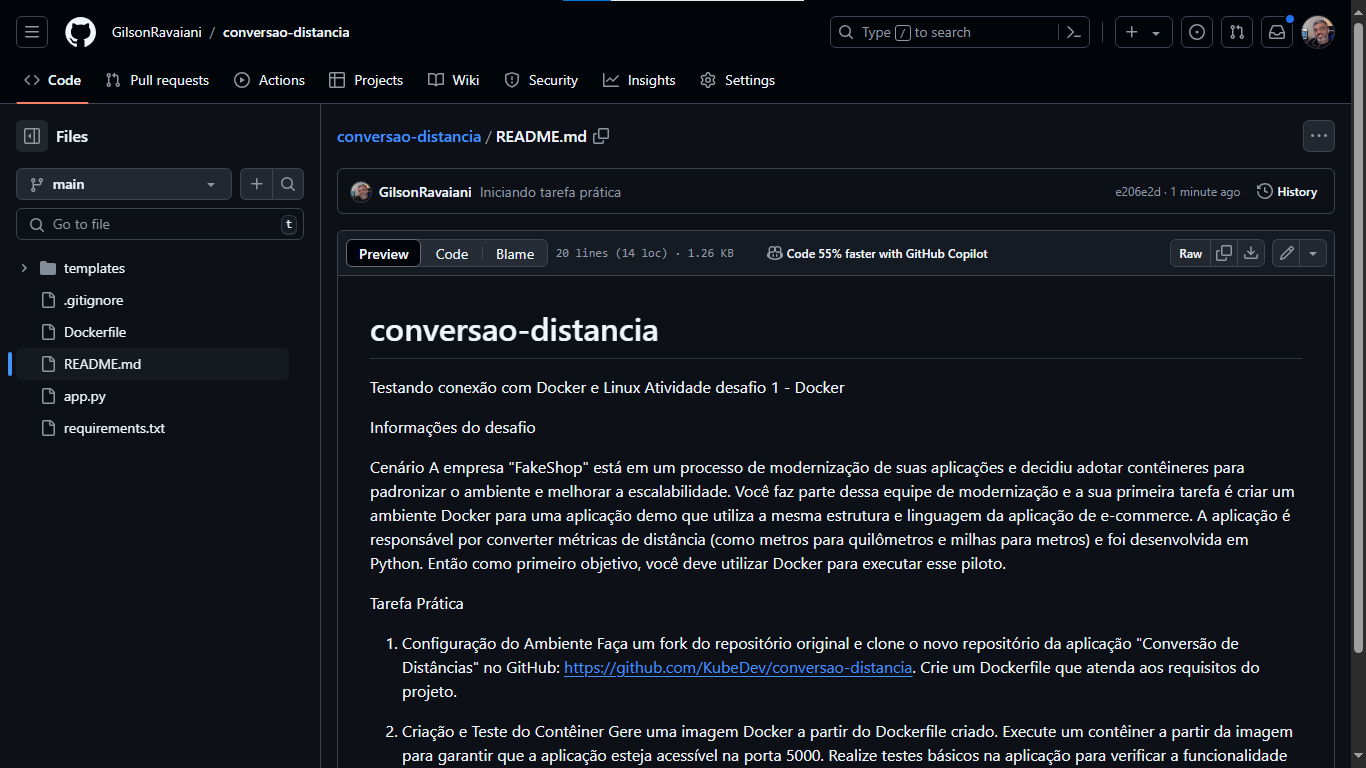 GilsonRavaiani / conversao-distancia
Type / to search
Code
Pull requests
Actions
Projects
Wiki
Security
Insights
Settings
Files
main
Go to file
t
templates
.gitignore
Dockerfile
README.md
app.py
requirements.txt
conversao-distancia / README.md
GilsonRavaiani Iniciando tarefa prática
e206e2d · 1 minute ago
History
Preview
Code
Blame
20 lines (14 loc) · 1.26 KB
Code 55% faster with GitHub Copilot
Raw
conversao-distancia
Testando conexão com Docker e Linux Atividade desafio 1 - Docker
Informações do desafio
Cenário A empresa "FakeShop" está em um processo de modernização de suas aplicações e decidiu adotar contêineres para
padronizar o ambiente e melhorar a escalabilidade. Você faz parte dessa equipe de modernização e a sua primeira tarefa é criar um
ambiente Docker para uma aplicação demo que utiliza a mesma estrutura e linguagem da aplicação de e-commerce. A aplicação é
responsável por converter métricas de distância (como metros para quilômetros e milhas para metros) e foi desenvolvida em
Python. Então como primeiro objetivo, você deve utilizar Docker para executar esse piloto.
Tarefa Prática
1. Configuração do Ambiente Faça um fork do repositório original e clone o novo repositório da aplicação "Conversão de
Distâncias" no GitHub: https://github.com/KubeDev/conversao-distancia. Crie um Dockerfile que atenda aos requisitos do
projeto.
2. Criação e Teste do Contêiner Gere uma imagem Docker a partir do Dockerfile criado. Execute um contêiner a partir da imagem
para garantir que a aplicação esteja acessível na porta 5000. Realize testes básicos na aplicação para verificar a funcionalidade